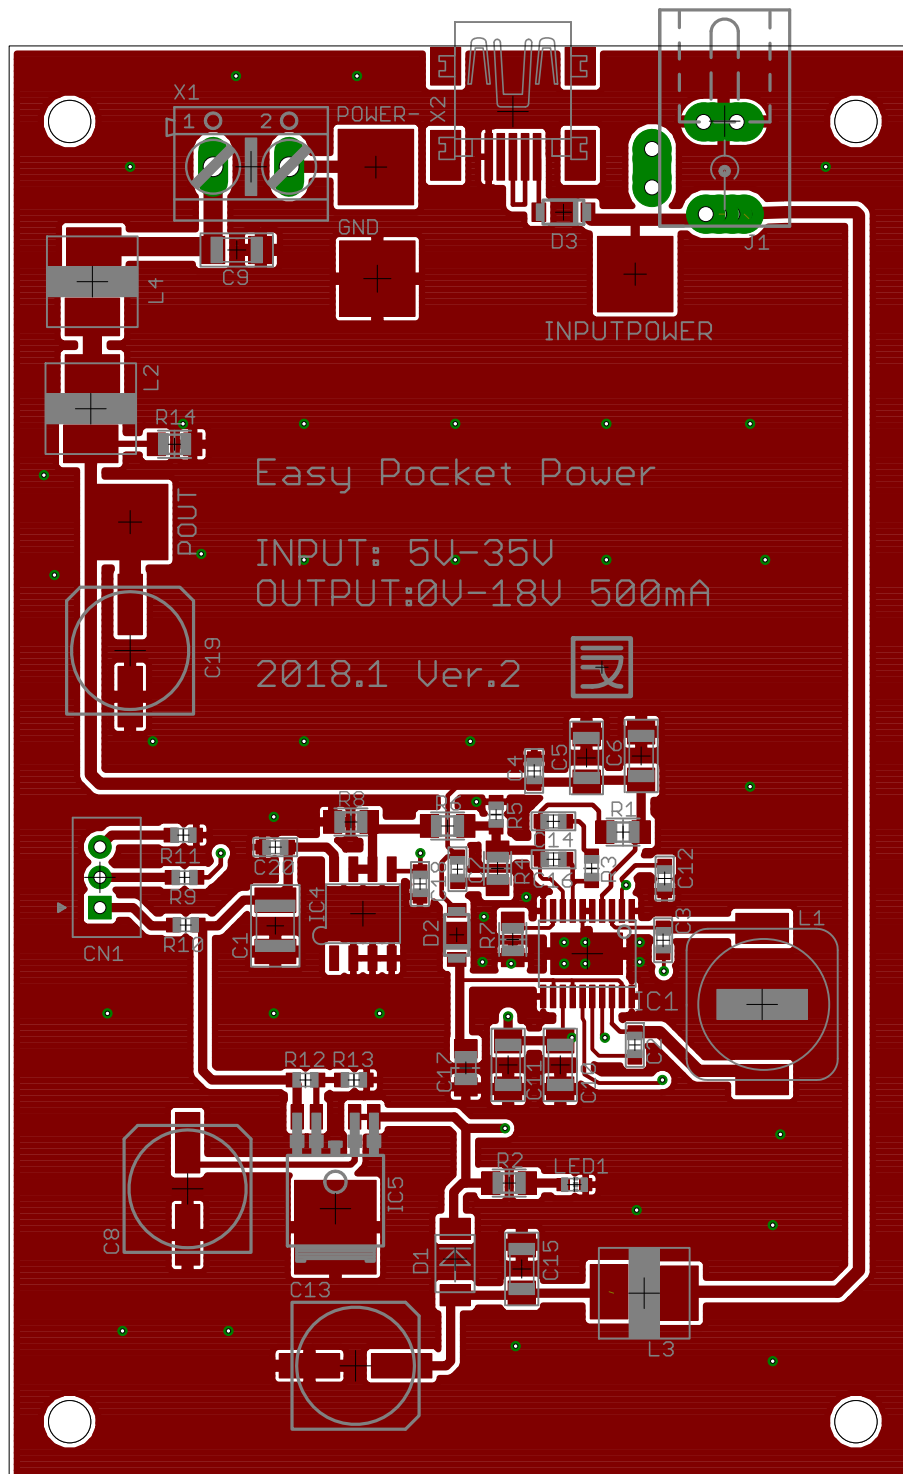 X1
1 2
POWER-
X2
GND
D3
J1
C9
L4
INPUTPOWER
L2
R14
Easy Pocket Power
POUT
INPUT: 5V-35V
OUTPUT:0V-18V 500mA
C19
2018.1 Ver.2
C4
C5
C6
R8
R6
R5
C14
R1
R11
C20
R4
C16
R3
C12
R9
IC4
C1
D2
R7
C3
L1
R10
CN1
IC1
C2
R12
R13
C17
C11
R2
LED1
IC5
C8
D1
C15
C13
L3